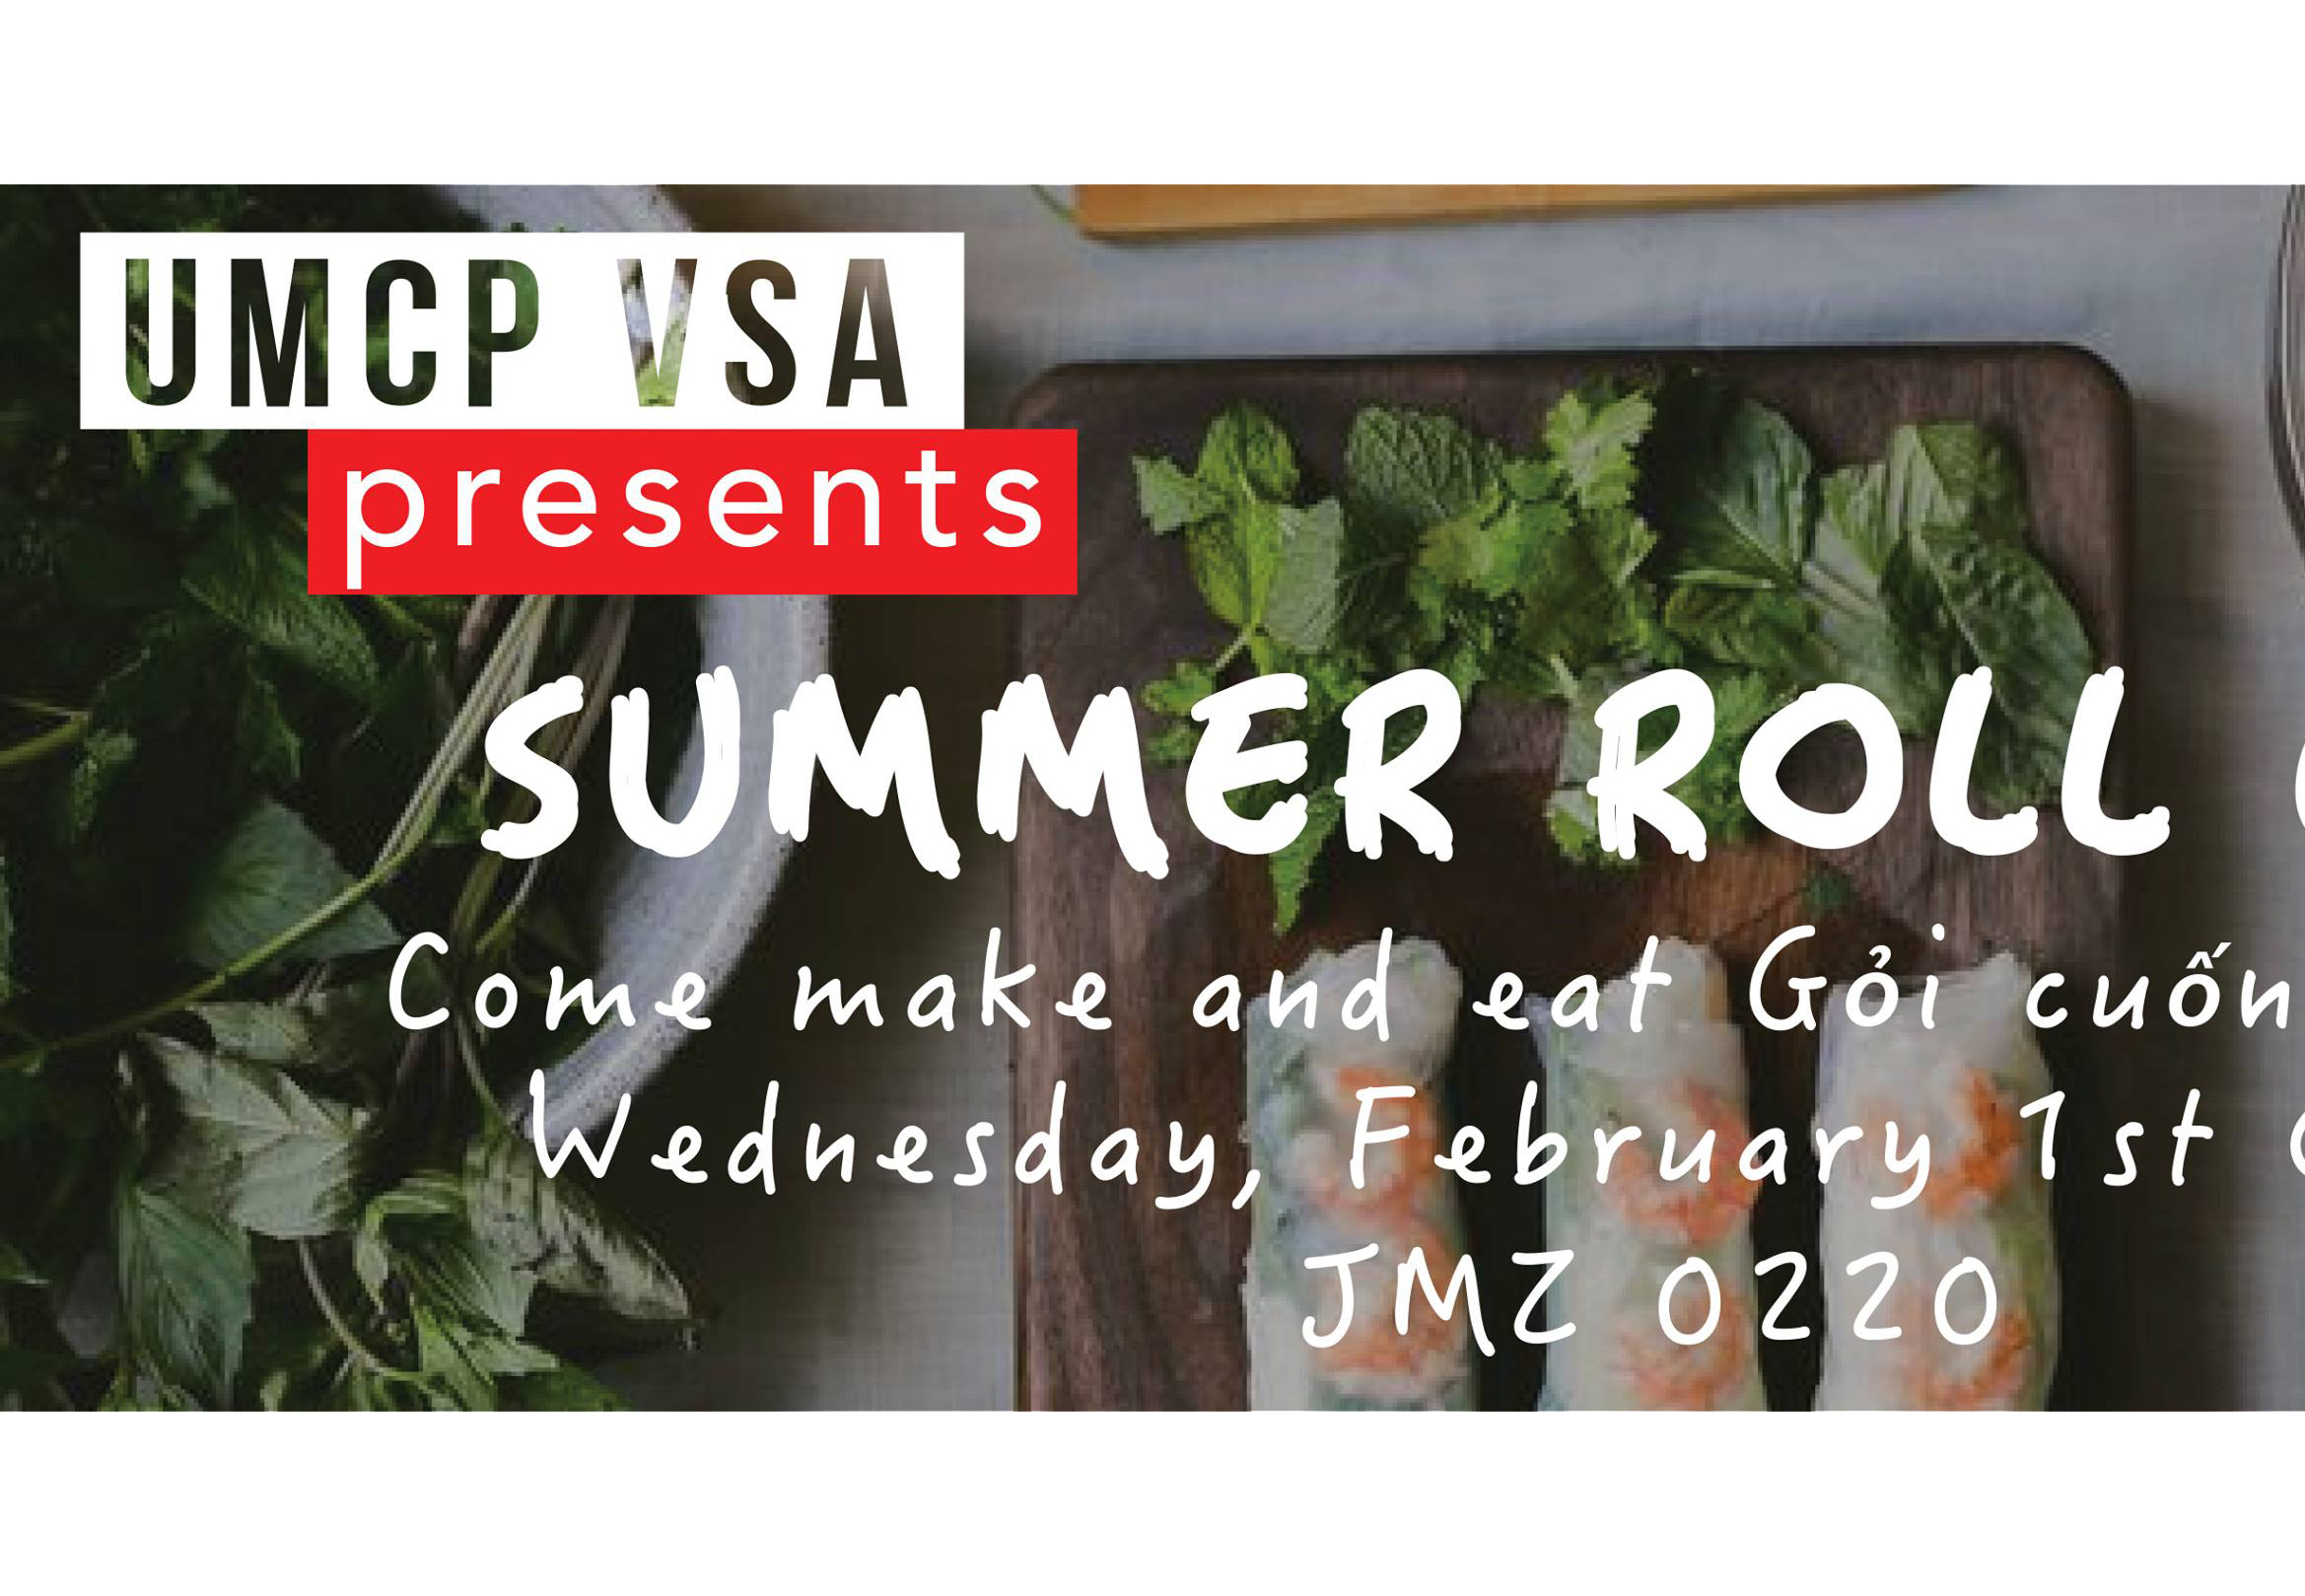 UMCP VSA
presents
SUMMER ROLL
Come make and eat Gỏi cuốn
Wednesday, February 1st
JMZ 0220